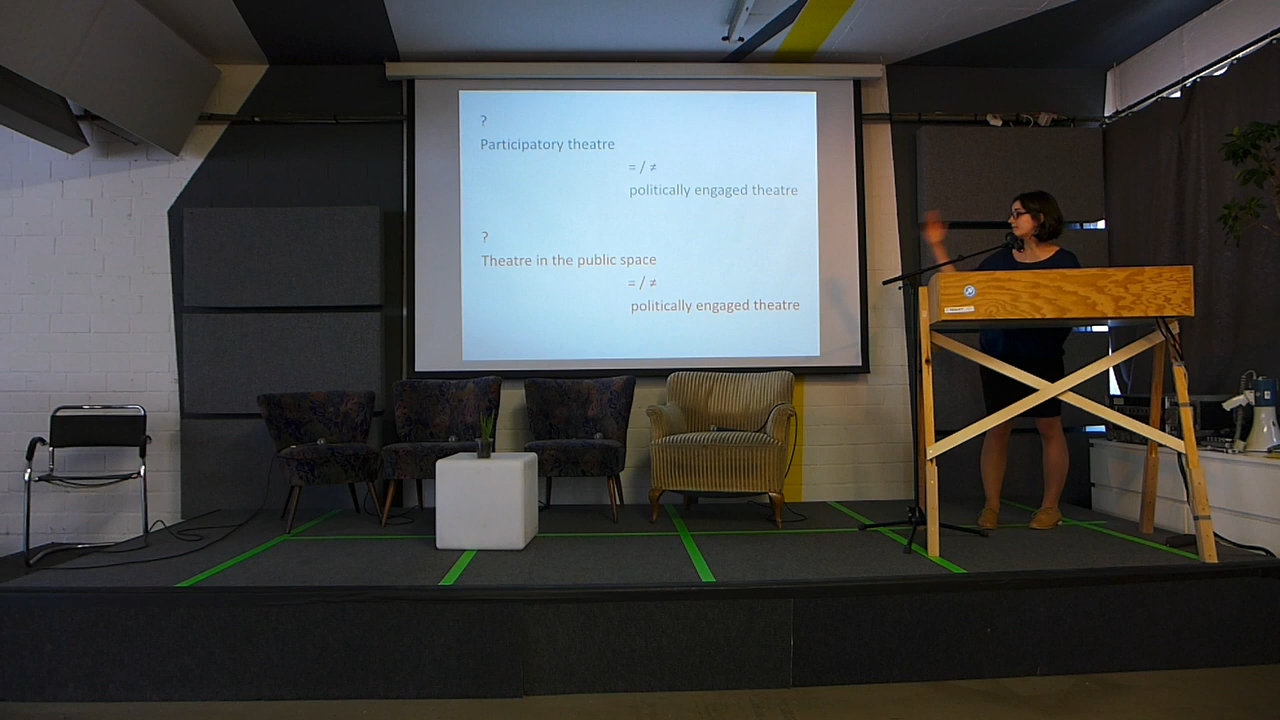 ?
Participatory theatre
= / ≠
politically engaged theatre
?
Theatre in the public space
= / ≠
politically engaged theatre